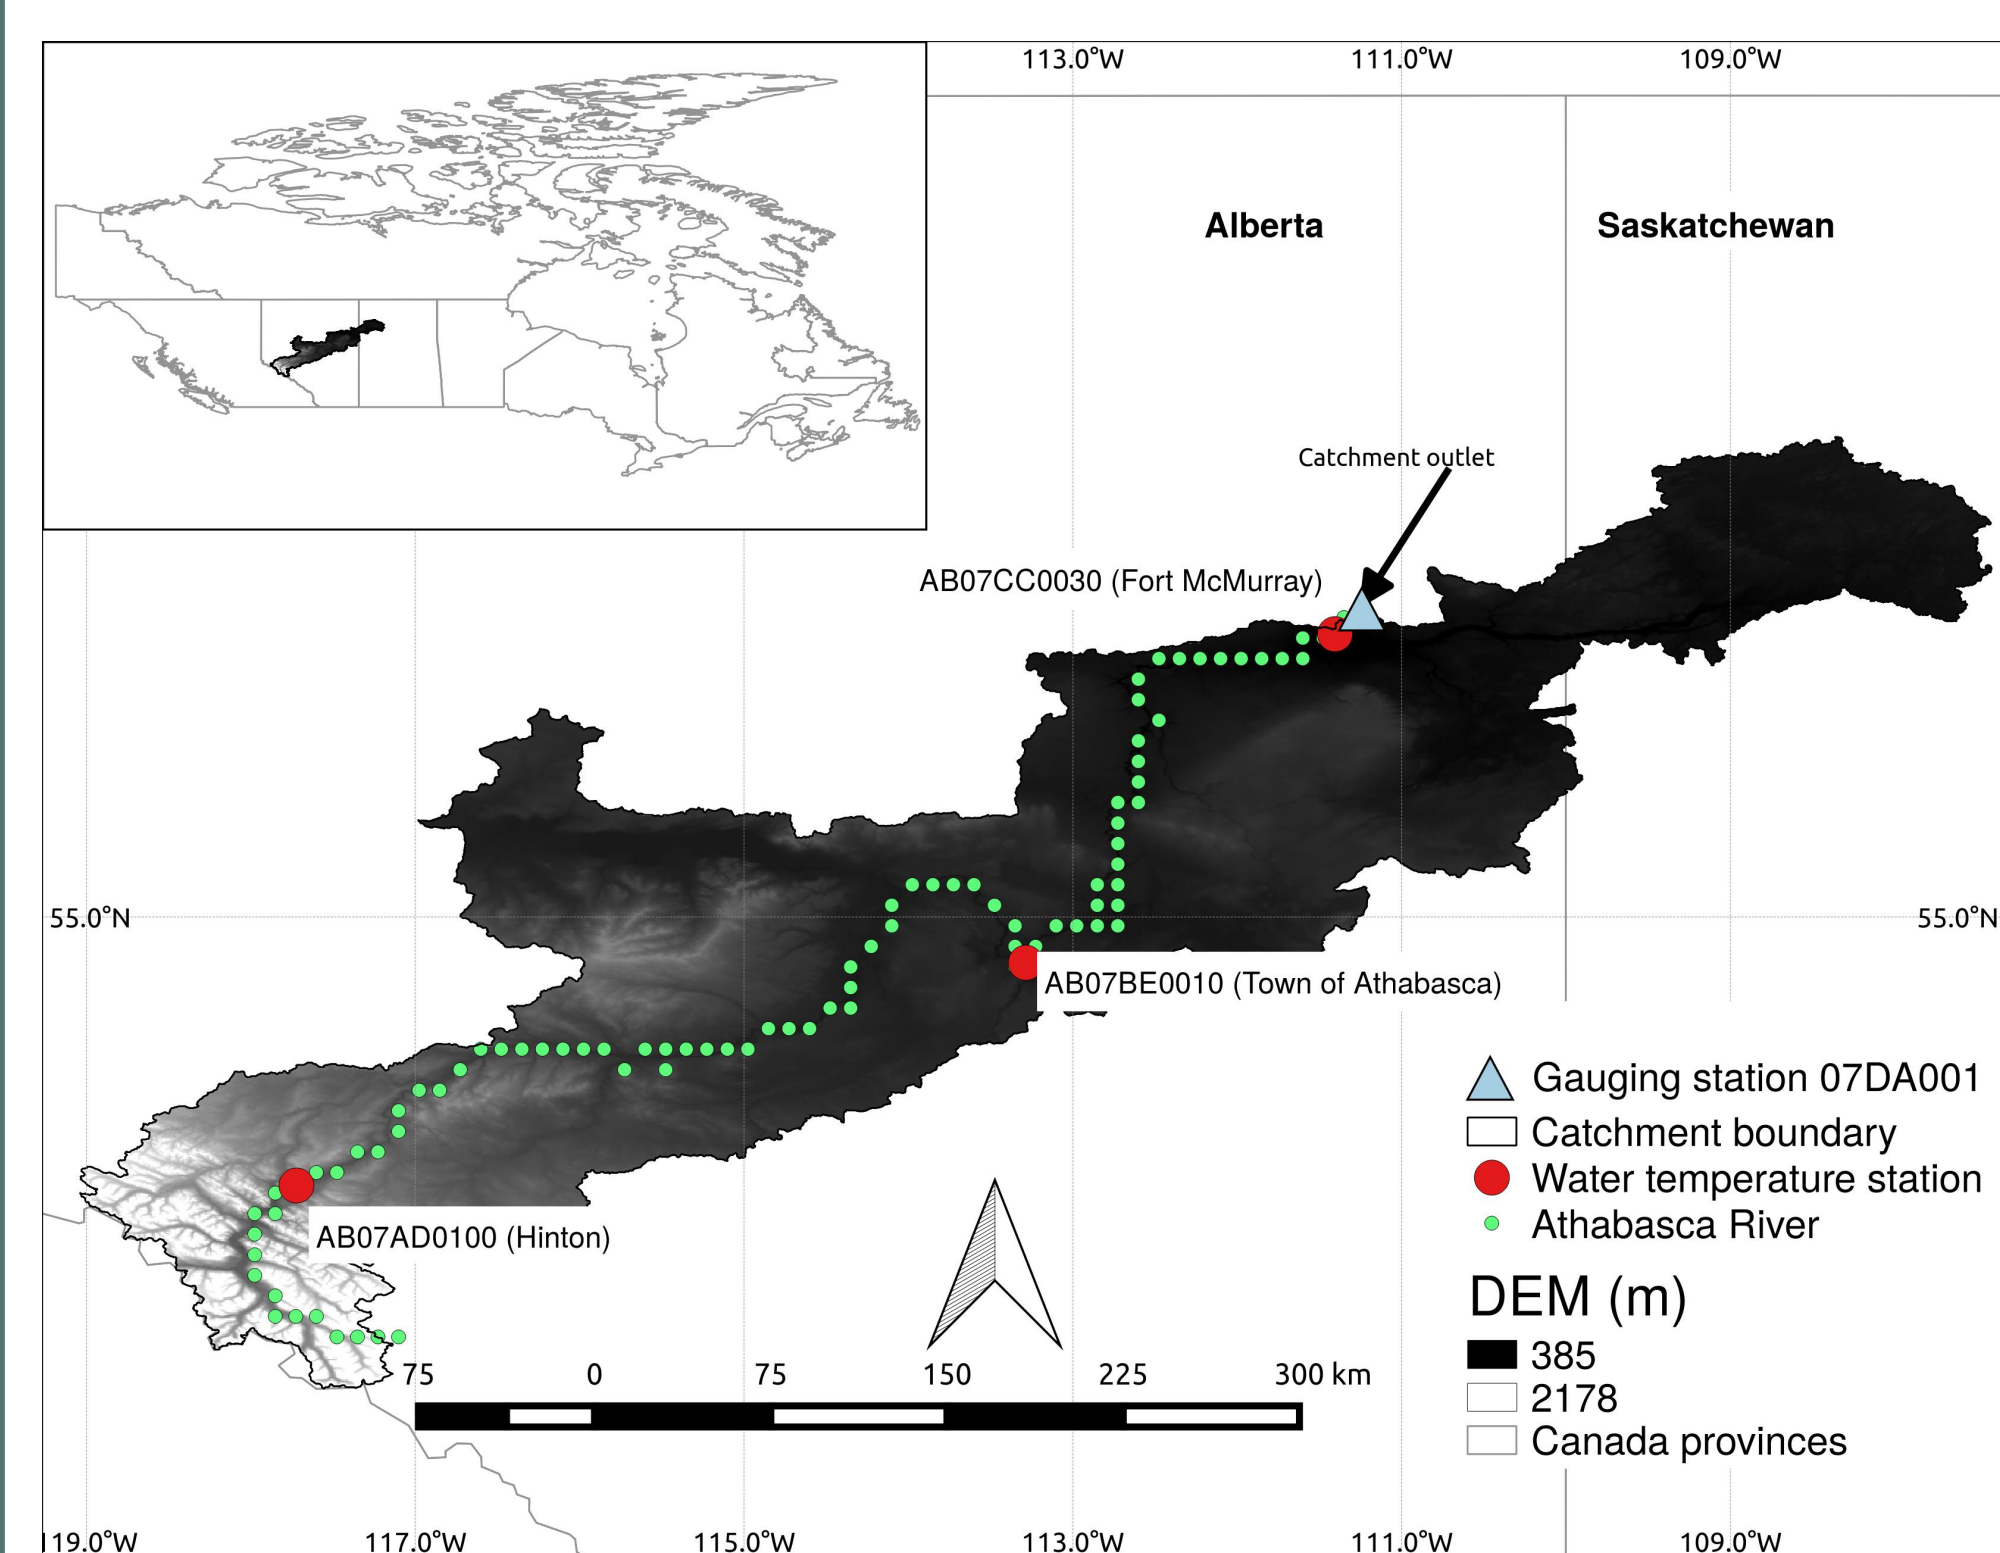 113.0°W 111.0°W 109.0°W
Alberta Saskatchewan
Catchment outlet
AB07CC0030 (Fort McMurray)
55.0°N 55.0°N
AB07BE0010 (Town of Athabasca)
Gauging station 07DA001
Catchment boundary
Water temperature station
Athabasca River
AB07AD0100 (Hinton)
DEM (m)
385
2178
Canada provinces
75 0 75 150 225 300 km
119.0°W 117.0°W 115.0°W 113.0°W 111.0°W 109.0°W